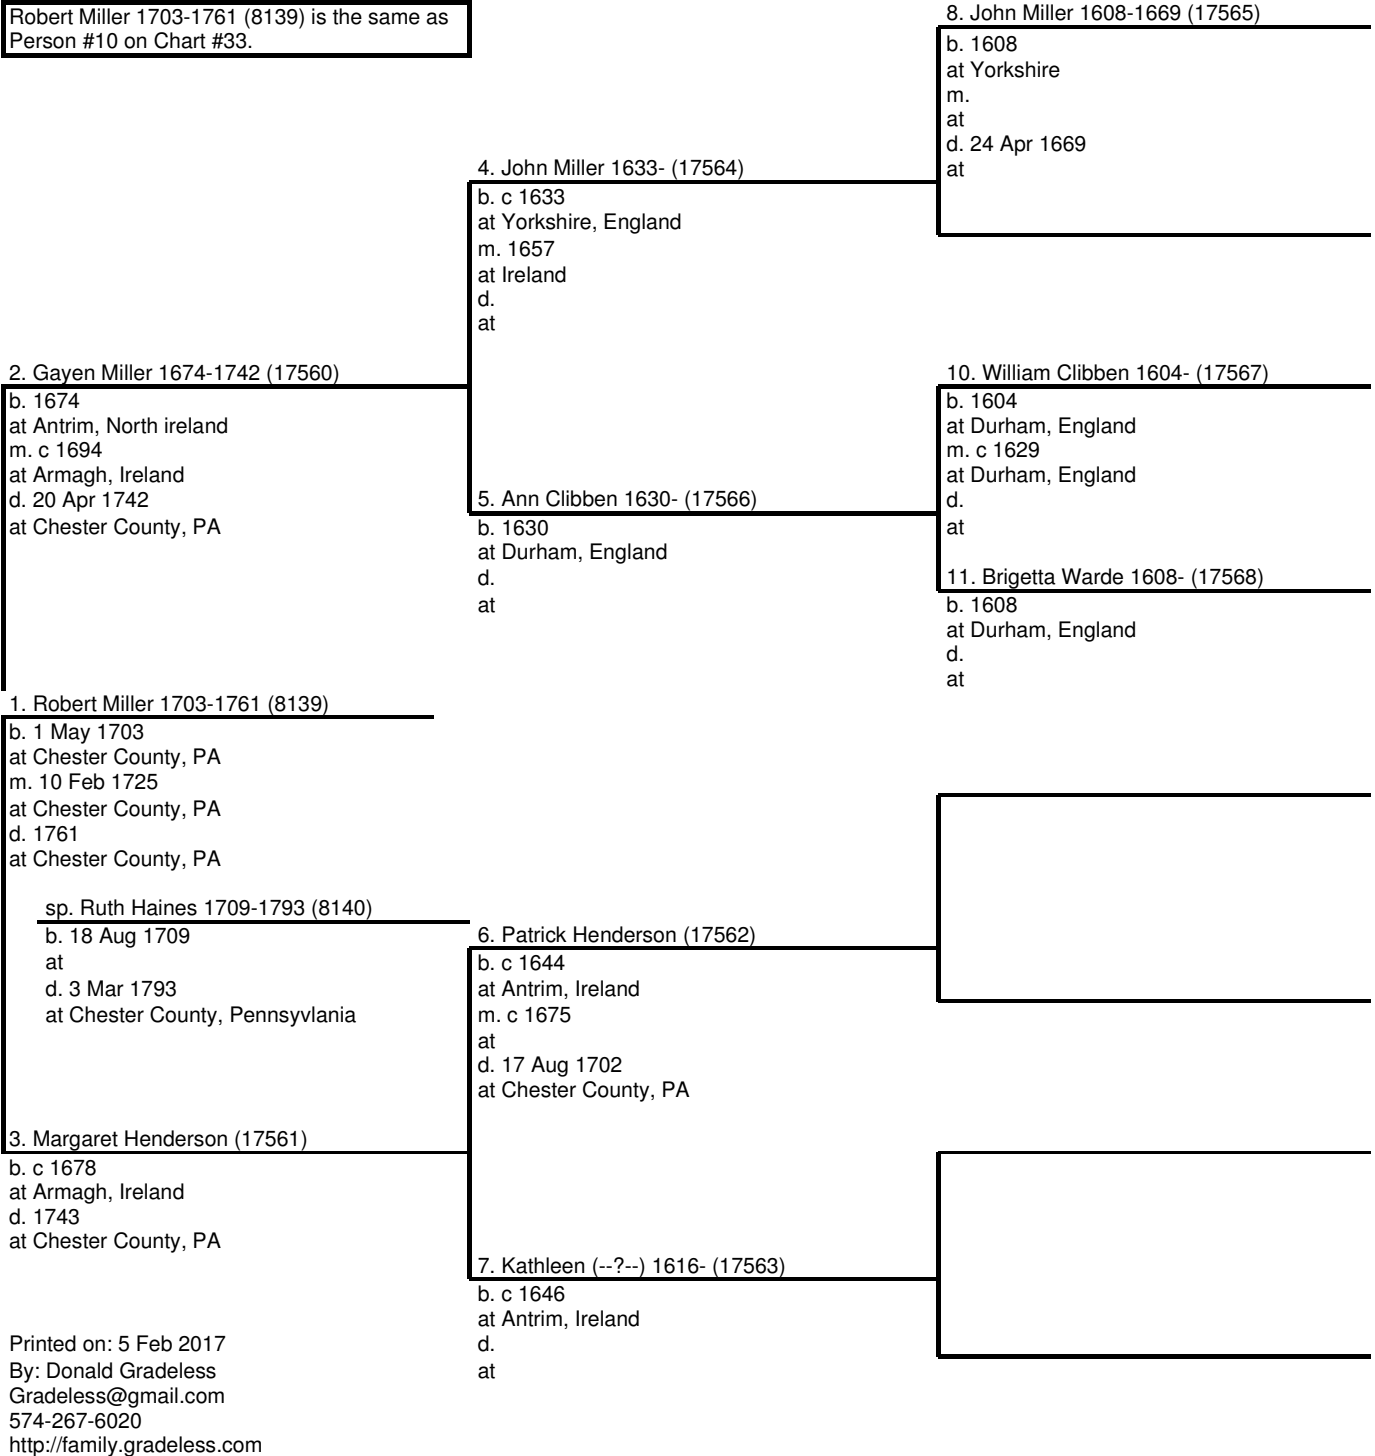 Robert Miller 1703-1761 (8139) is the same as
Person #10 on Chart #33.
8. John Miller 1608-1669 (17565)
b. 1608
at Yorkshire
m.
at
d. 24 Apr 1669
at
4. John Miller 1633- (17564)
b. c 1633
at Yorkshire, England
m. 1657
at Ireland
d.
at
2. Gayen Miller 1674-1742 (17560)
b. 1674
at Antrim, North ireland
m. c 1694
at Armagh, Ireland
d. 20 Apr 1742
at Chester County, PA
10. William Clibben 1604- (17567)
b. 1604
at Durham, England
m. c 1629
at Durham, England
d.
at
5. Ann Clibben 1630- (17566)
b. 1630
at Durham, England
d.
at
11. Brigetta Warde 1608- (17568)
b. 1608
at Durham, England
d.
at
1. Robert Miller 1703-1761 (8139)
b. 1 May 1703
at Chester County, PA
m. 10 Feb 1725
at Chester County, PA
d. 1761
at Chester County, PA
sp. Ruth Haines 1709-1793 (8140)
b. 18 Aug 1709
at
d. 3 Mar 1793
at Chester County, Pennsyvlania
6. Patrick Henderson (17562)
b. c 1644
at Antrim, Ireland
m. c 1675
at
d. 17 Aug 1702
at Chester County, PA
3. Margaret Henderson (17561)
b. c 1678
at Armagh, Ireland
d. 1743
at Chester County, PA
7. Kathleen (--?--) 1616- (17563)
b. c 1646
at Antrim, Ireland
d.
at
Printed on: 5 Feb 2017
By: Donald Gradeless
Gradeless@gmail.com
574-267-6020
http://family.gradeless.com